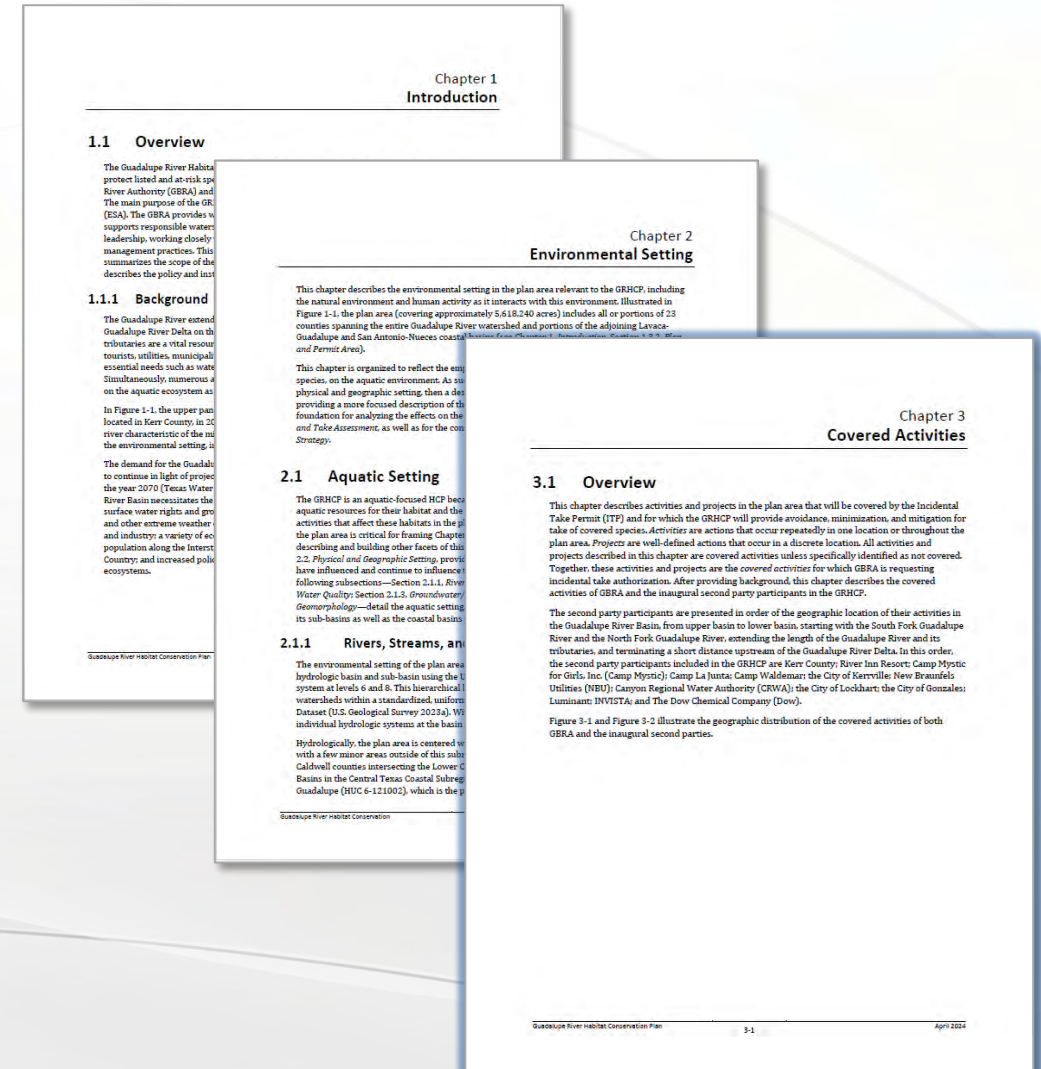 Chapter 1
Introduction
1.1 Overview
The Guadalupe River Habita
protect listed and at-risk spe
River Authority (GBRA) and
The main purpose of the GR
(ESA). The GBRA provides w
supports responsible waters
leadership, working closely
management practices. This
summarizes the scope of the
describes the policy and inst
1.1.1 Background
The Guadalupe River extend
Guadalupe River Delta on th
tributaries are a vital resour
tourists, utilities, municipali
essential needs such as wate
Simultaneously, numerous a
on the aquatic ecosystem as
In Figure 1-1, the upper pan
located in Kerr County, in 20
river characteristic of the mi
the environmental setting, i
The demand for the Guadalu
to continue in light of projec
the year 2070 (Texas Water
River Basin necessitates the
surface water rights and gro
and other extreme weather
and industry; a variety of ec
population along the Interst
Country; and increased polic
ecosystems.
Guadalupe River Habitat Conservation Plan
Chapter 2
Environmental Setting
This chapter describes the environmental setting in the plan area relevant to the GRHCP, including
the natural environment and human activity as it interacts with this environment. Illustrated in
Figure 1-1, the plan area (covering approximately 5,618,240 acres) includes all or portions of 23
counties spanning the entire Guadalupe River watershed and portions of the adjoining Lavaca-
Guadalupe and San Antonio-Nueces coastal basins (see Chapter 1, Introduction, Section 1.3.2, Plan
and Permit Area).
This chapter is organized to reflect the emp
species, on the aquatic environment. As su
physical and geographic setting, then a des
providing a more focused description of th
foundation for analyzing the effects on the
and Take Assessment, as well as for the con
Strategy.
2.1 Aquatic Setting
The GRHCP is an aquatic-focused HCP beca
aquatic resources for their habitat and the
activities that affect these habitats in the p
the plan area is critical for framing Chapter
describing and building other facets of this
2.2, Physical and Geographic Setting, provid
have influenced and continue to influence t
following subsections—Section 2.1.1, River
Water Quality; Section 2.1.3, Groundwater/
Geomorphology—detail the aquatic setting
its sub-basins as well as the coastal basins
2.1.1 Rivers, Streams, an
The environmental setting of the plan area
hydrologic basin and sub-basin using the U
system at levels 6 and 8. This hierarchical
watersheds within a standardized, uniform
Dataset (U.S. Geological Survey 2023a). Wi
individual hydrologic systems at the basin
Hydrologically, the plan area is centered w
with a few minor areas outside of this subr
Caldwell counties intersecting the Lower C
Basins in the Central Texas Coastal Subreg
Guadalupe (HUC 6-121002), which is the p
Guadalupe River Habitat Conservation
Chapter 3
Covered Activities
3.1 Overview
This chapter describes activities and projects in the plan area that will be covered by the Incidental
Take Permit (ITP) and for which the GRHCP will provide avoidance, minimization, and mitigation for
take of covered species. Activities are actions that occur repeatedly in one location or throughout the
plan area. Projects are well-defined actions that occur in a discrete location. All activities and
projects described in this chapter are covered activities unless specifically identified as not covered.
Together, these activities and projects are the covered activities for which GBRA is requesting
incidental take authorization. After providing background, this chapter describes the covered
activities of GBRA and the inaugural second party participants in the GRHCP.
The second party participants are presented in order of the geographic location of their activities in
the Guadalupe River Basin, from upper basin to lower basin, starting with the South Fork Guadalupe
River and the North Fork Guadalupe River, extending the length of the Guadalupe River and its
tributaries, and terminating a short distance upstream of the Guadalupe River Delta. In this order,
the second party participants included in the GRHCP are Kerr County; River Inn Resort; Camp Mystic
for Girls, Inc. (Camp Mystic); Camp La Junta; Camp Waldemar; the City of Kerrville; New Braunfels
Utilities (NBU); Canyon Regional Water Authority (CRWA); the City of Lockhart; the City of Gonzales;
Luminant; INVISTA; and The Dow Chemical Company (Dow).
Figure 3-1 and Figure 3-2 illustrate the geographic distribution of the covered activities of both
GBRA and the inaugural second parties.
Guadalupe River Habitat Conservation Plan
3-1
April 2024